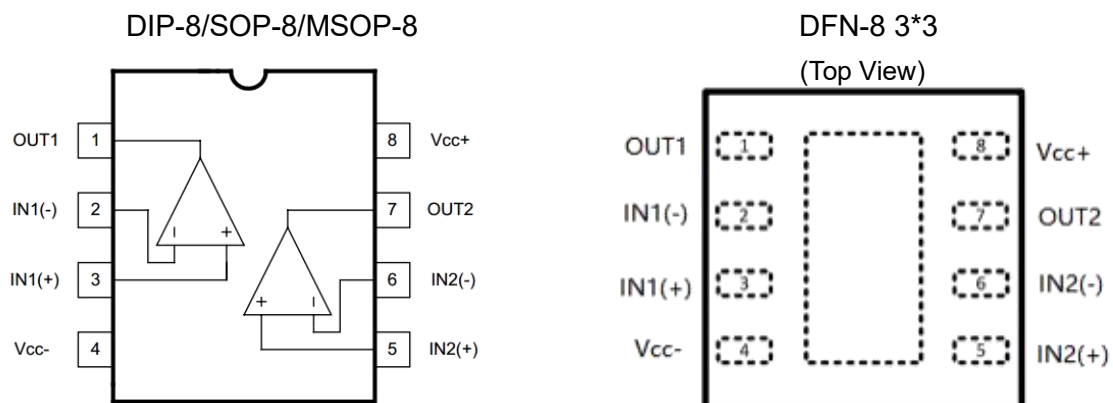 DIP-8/SOP-8/MSOP-8
OUT1 1
IN1(-) 2
IN1(+) 3
Vcc- 4
8 Vcc+
7 OUT2
6 IN2(-)
5 IN2(+)
− +
+ −
DFN-8 3*3
(Top View)
OUT1 1
IN1(-) 2
IN1(+) 3
Vcc- 4
8 Vcc+
7 OUT2
6 IN2(-)
5 IN2(+)